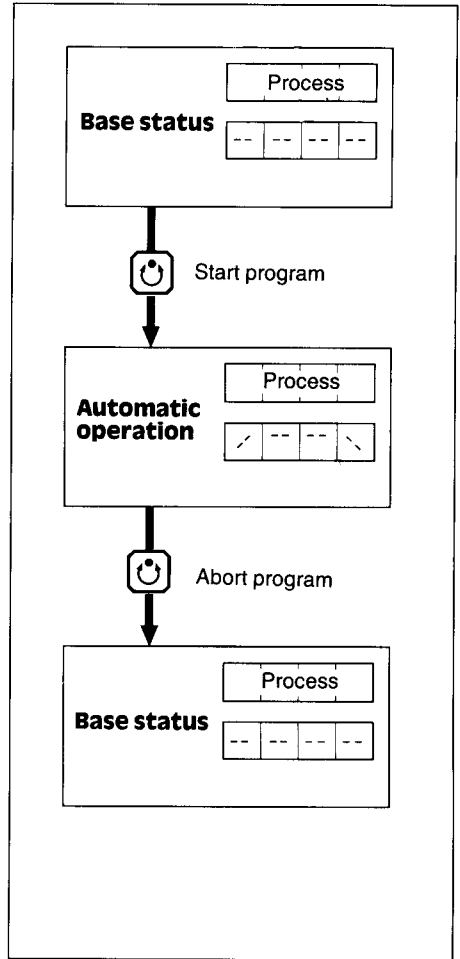 Process
Base status
-- -- -- --
Start program
Process
Automatic
operation
Abort program
Process
Base status
-- -- -- --